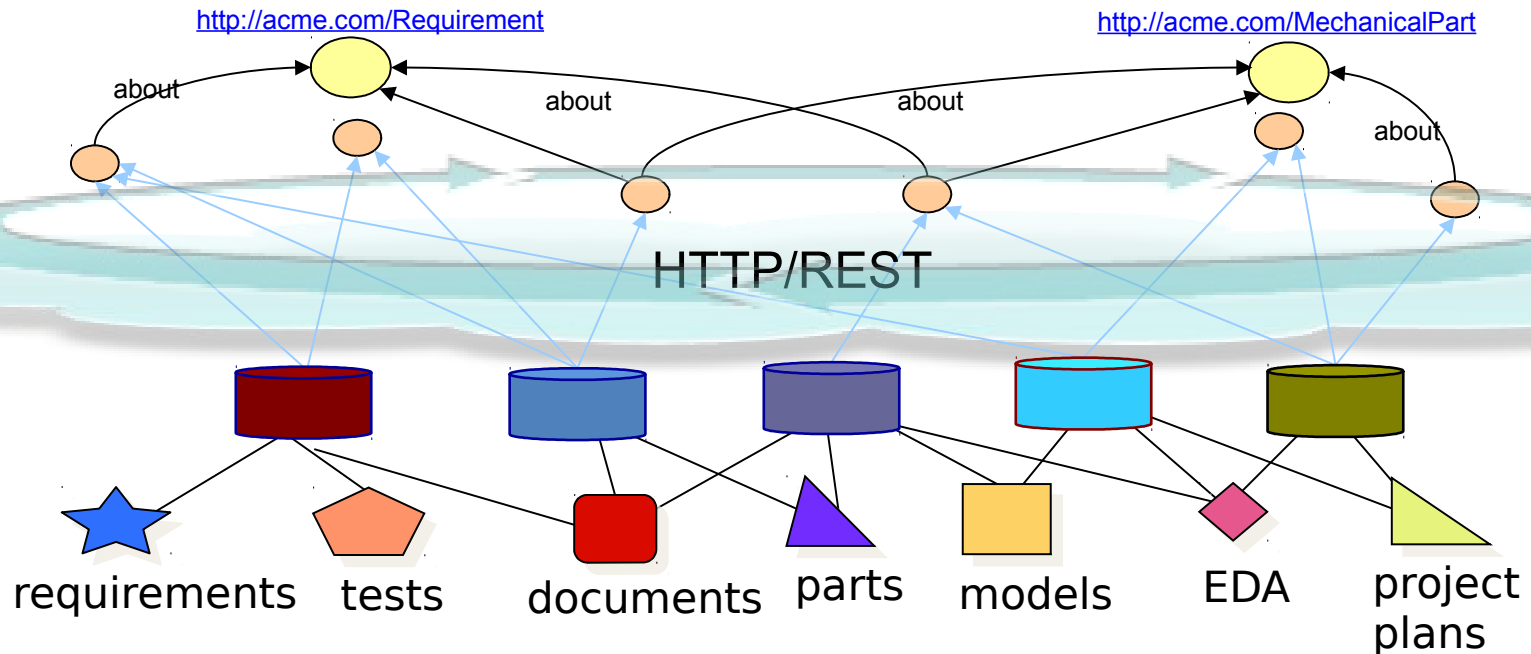 http://acme.com/Requirement
http://acme.com/MechanicalPart
about
about
about
about
HTTP/REST
requirements
tests
documents
parts
models
EDA
project
plans